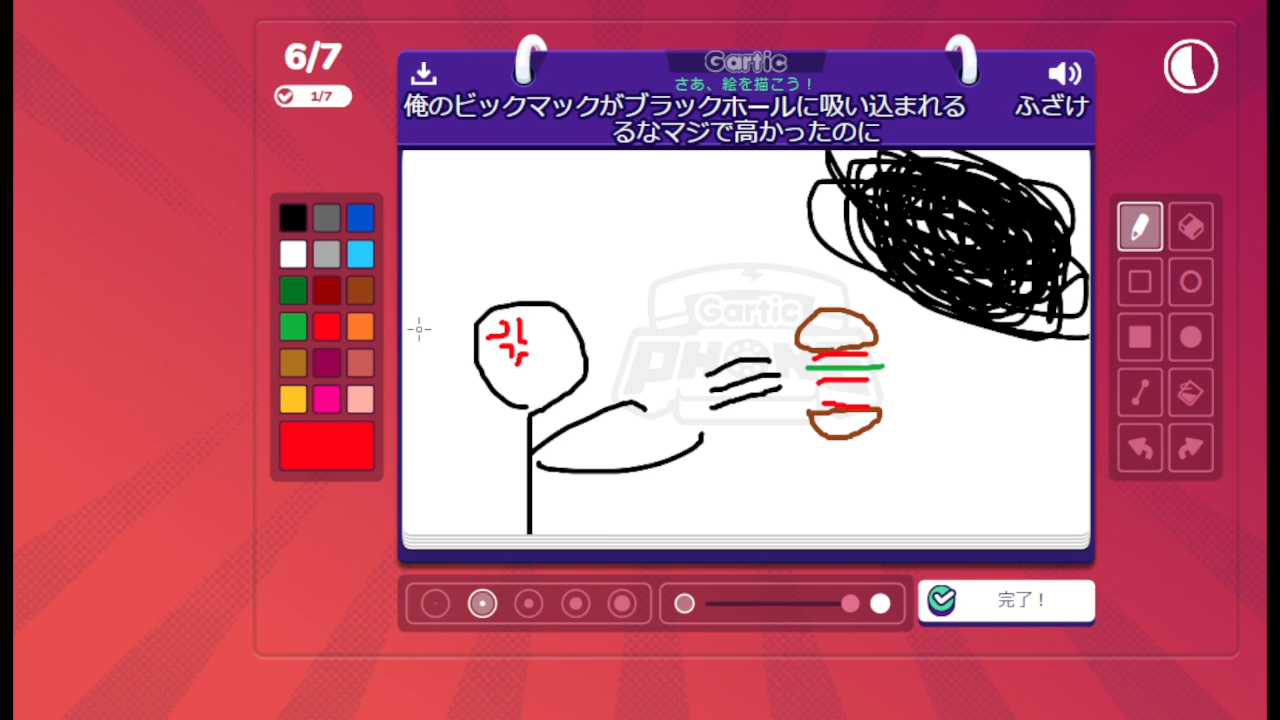 6/7
1/7
Gartic
さあ、絵を描こう！
俺のビックマックがブラックホールに吸い込まれる　　ふざけ
るなマジで高かったのに
Gartic
PHONE
完了！